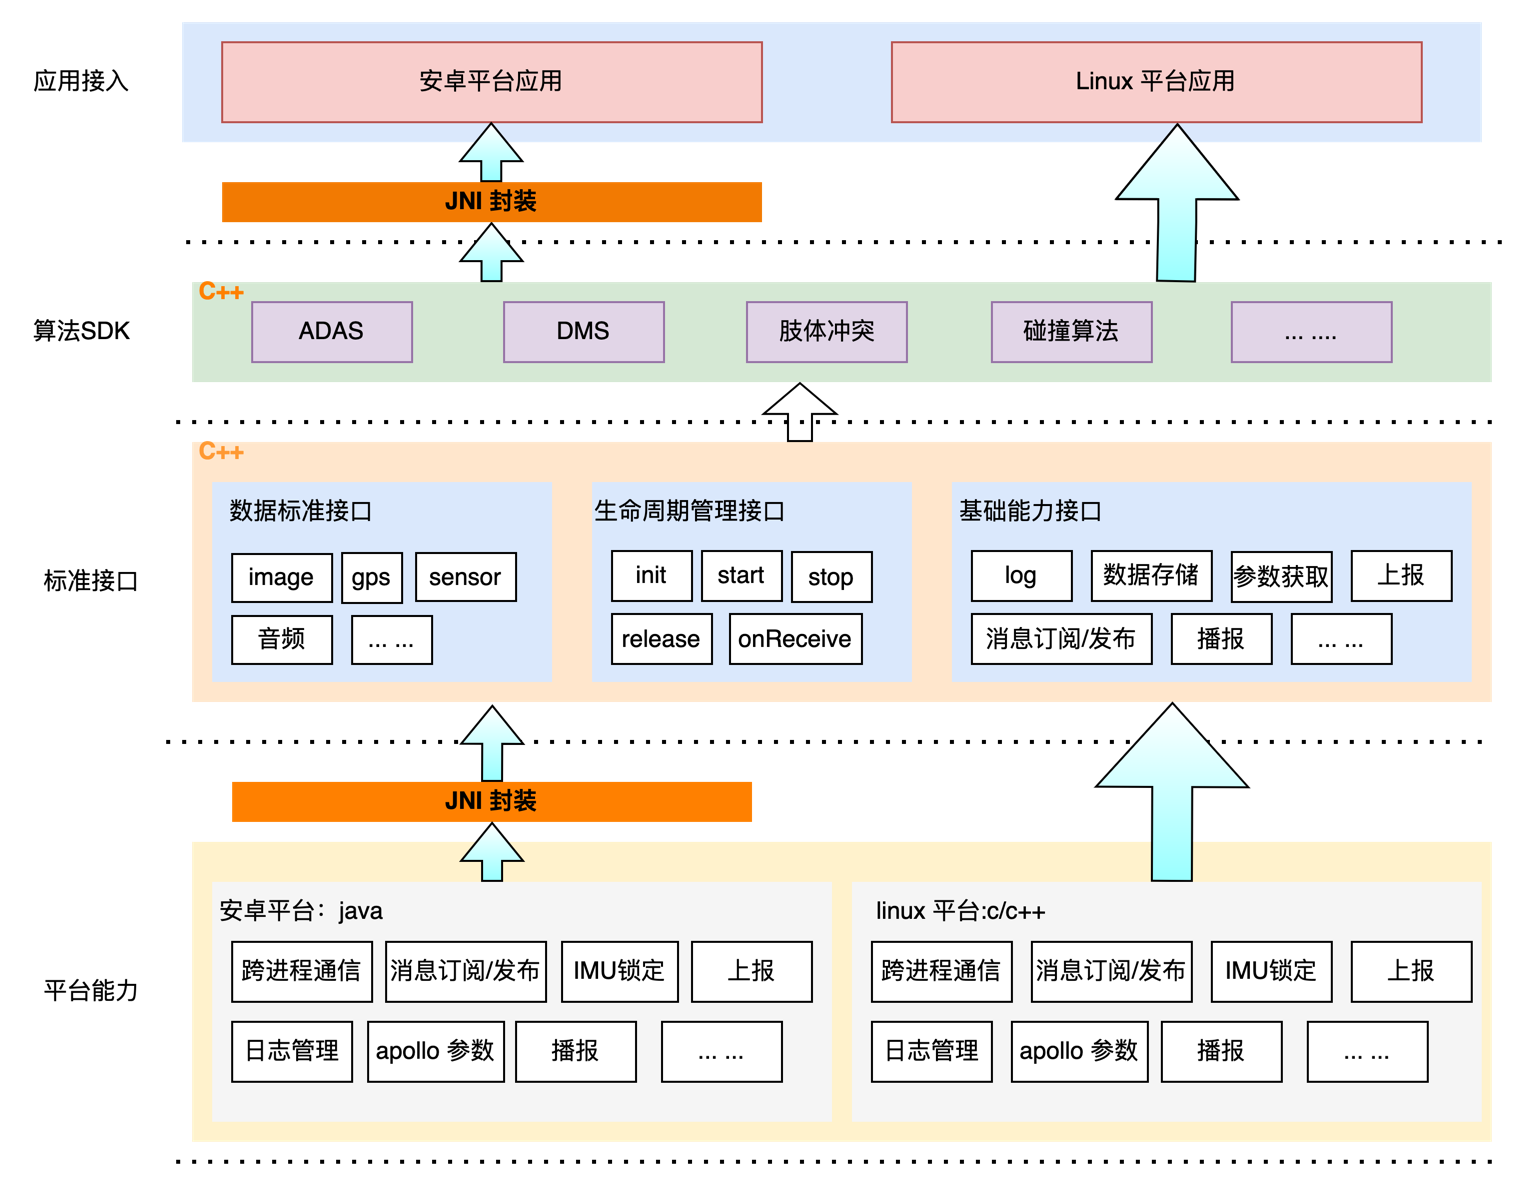 应用接入
安卓平台应用
Linux 平台应用
JNI 封装
算法SDK
C++
ADAS
DMS
肢体冲突
碰撞算法
... ....
标准接口
C++
数据标准接口
image
gps
sensor
音频
... ...
生命周期管理接口
init
start
stop
release
onReceive
基础能力接口
log
数据存储
参数获取
上报
消息订阅/发布
播报
... ...
JNI 封装
平台能力
安卓平台：java
跨进程通信
消息订阅/发布
IMU锁定
上报
日志管理
apollo 参数
播报
... ...
linux 平台:c/c++
跨进程通信
消息订阅/发布
IMU锁定
上报
日志管理
apollo 参数
播报
... ...